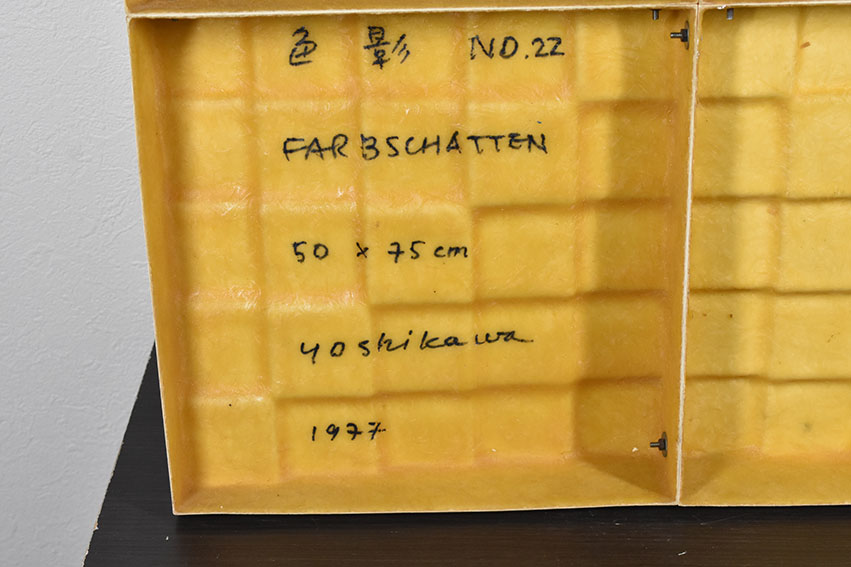 色影 NO.22
FARBSCHATTEN
50 x 75 cm
yoshikawa
1977